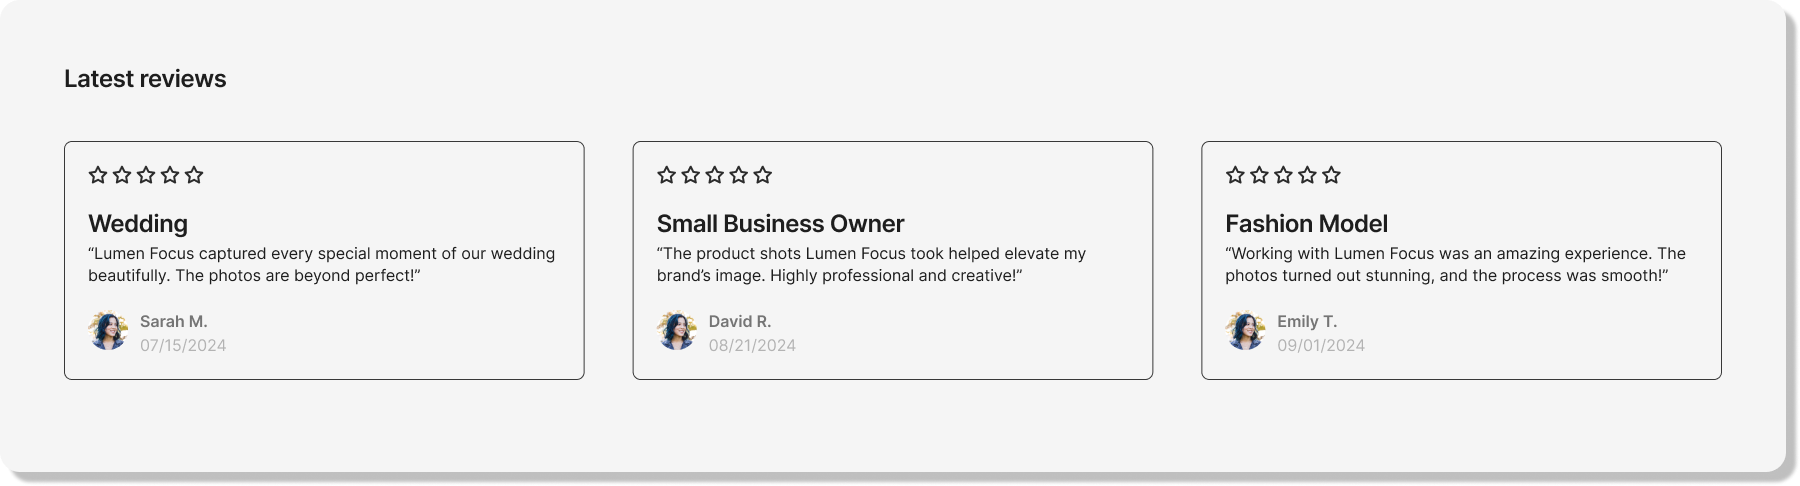 Latest reviews
Wedding
“Lumen Focus captured every special moment of our wedding
beautifully. The photos are beyond perfect!”
Sarah M.
07/15/2024
Small Business Owner
“The product shots Lumen Focus took helped elevate my
brand’s image. Highly professional and creative!”
David R.
08/21/2024
Fashion Model
“Working with Lumen Focus was an amazing experience. The
photos turned out stunning, and the process was smooth!”
Emily T.
09/01/2024